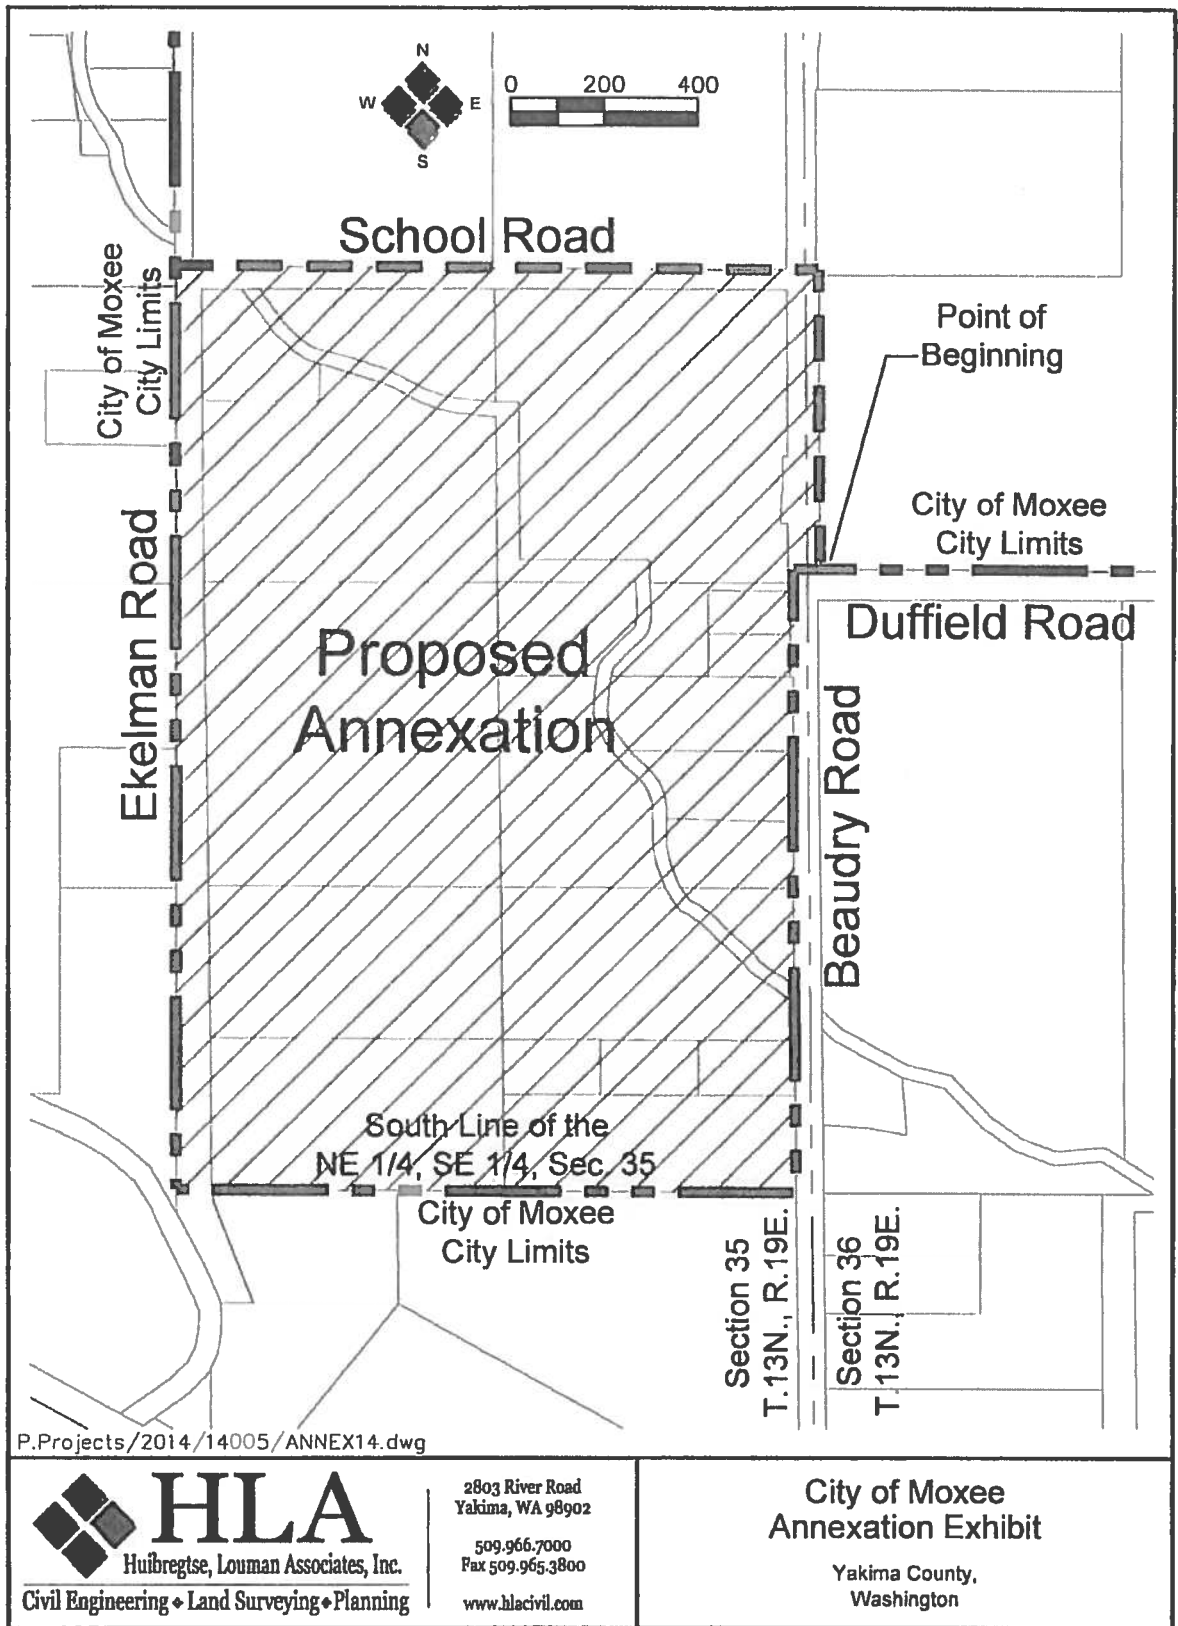 N
W E
S
0 200 400
School Road
City of Moxee
City Limits
Point of
Beginning
City of Moxee
City Limits
Duffield Road
Ekelman Road
Proposed
Annexation
Beaudry Road
South Line of the
NE 1/4, SE 1/4, Sec. 35
City of Moxee
City Limits
Section 35
T.13N., R.19E.
Section 36
T.13N., R.19E.
P.Projects/2014/14005/ANNEX14.dwg
HLA
Huibregtse, Louman Associates, Inc.
Civil Engineering ⬥ Land Surveying ⬥ Planning
2803 River Road
Yakima, WA 98902
509.966.7000
Fax 509.965.3800
www.hlacivil.com
City of Moxee
Annexation Exhibit
Yakima County,
Washington